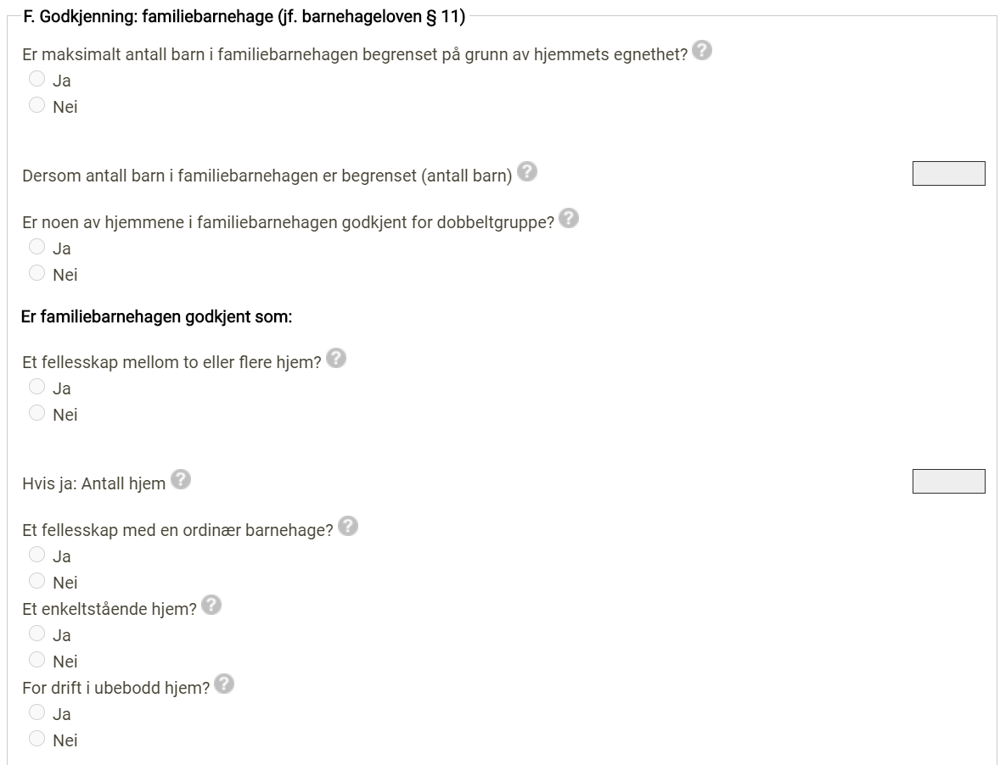 F. Godkjenning: familiebarnehage (jf. barnehageloven § 11)
Er maksimalt antall barn i familiebarnehagen begrenset på grunn av hjemmets egnethet? ?
Ja
Nei
Dersom antall barn i familiebarnehagen er begrenset (antall barn) ?
Er noen av hjemmene i familiebarnehagen godkjent for dobbeltgruppe? ?
Ja
Nei
Er familiebarnehagen godkjent som:
Et fellesskap mellom to eller flere hjem? ?
Ja
Nei
Hvis ja: Antall hjem ?
Et fellesskap med en ordinær barnehage? ?
Ja
Nei
Et enkeltstående hjem? ?
Ja
Nei
For drift i ubebodd hjem? ?
Ja
Nei